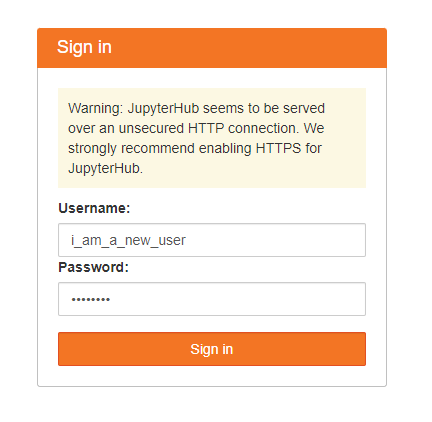 Sign in
Warning: JupyterHub seems to be served
over an unsecured HTTP connection. We
strongly recommend enabling HTTPS for
JupyterHub.
Username:
i_am_a_new_user
Password:
••••••••
Sign in